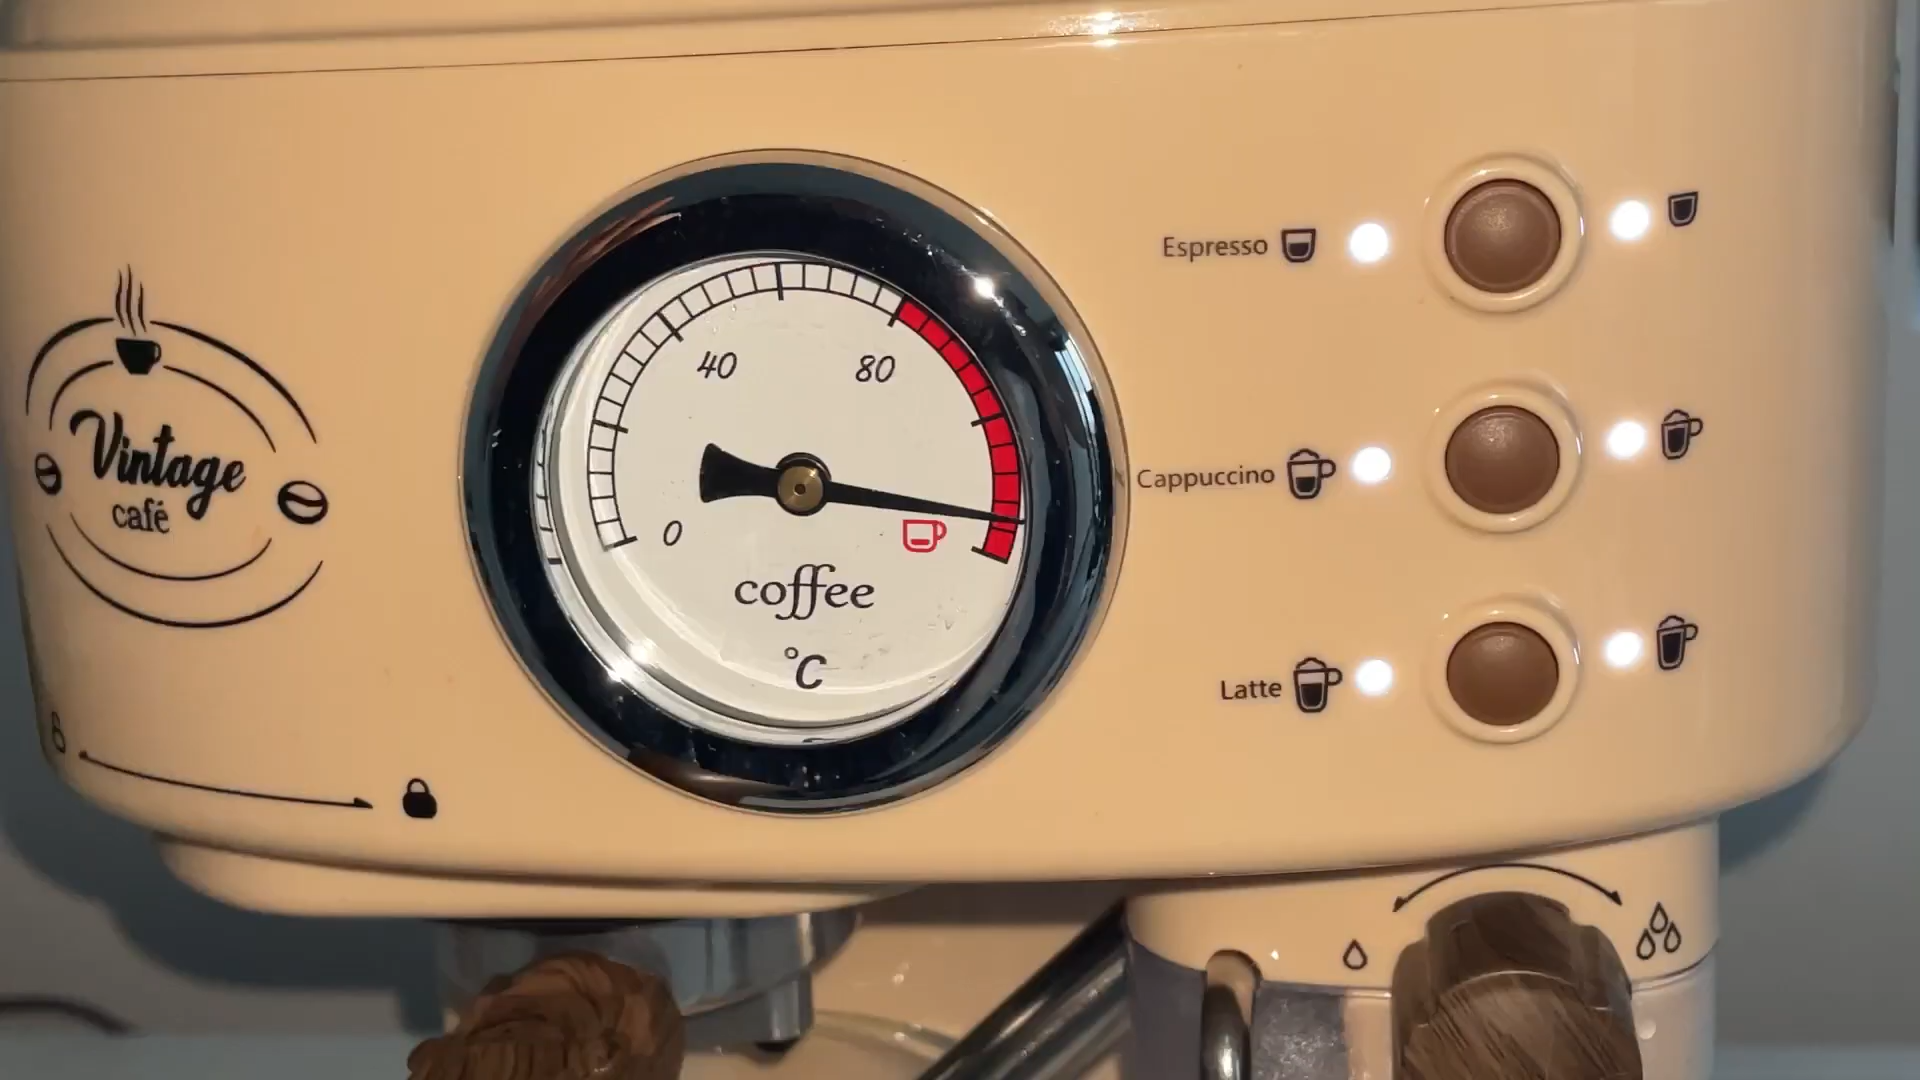 Vintage
café
40
80
0
coffee
°C
Espresso
Cappuccino
Latte